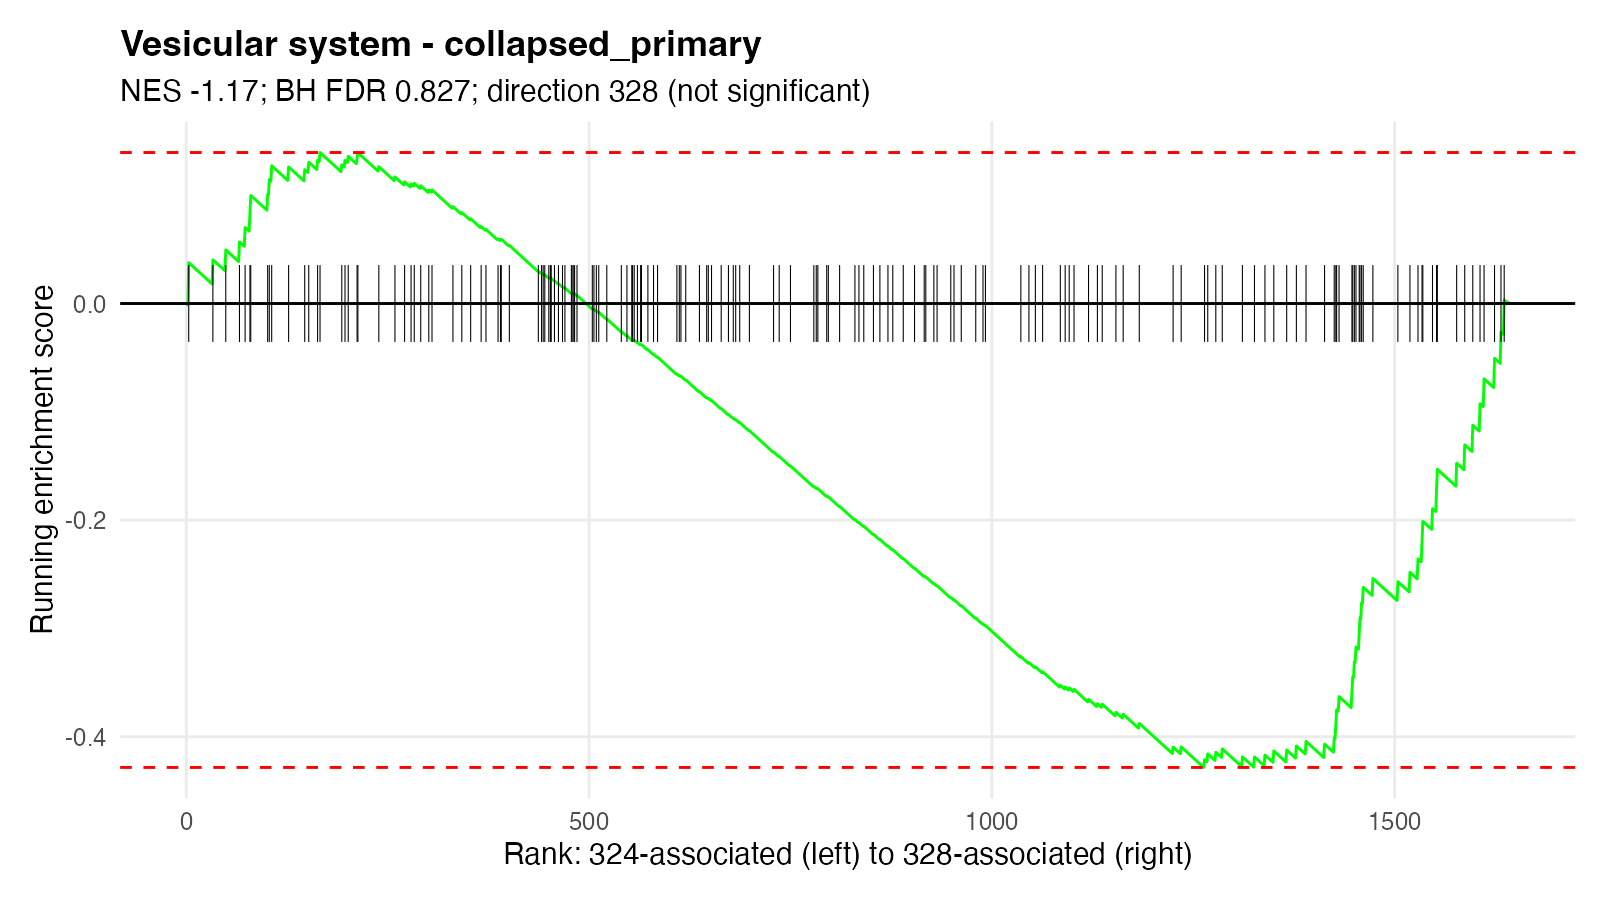 Vesicular system - collapsed_primary
NES -1.17; BH FDR 0.827; direction 328 (not significant)
Running enrichment score
0.0
-0.2
-0.4
0
500
1000
1500
Rank: 324-associated (left) to 328-associated (right)